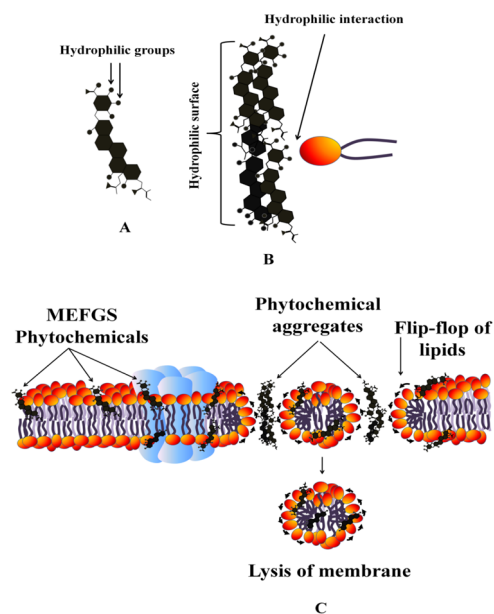 Hydrophilic interaction
Hydrophilic groups
Hydrophilic surface
A
B
MEFGS
Phytochemicals
Phytochemical
aggregates
Flip-flop of
lipids
Lysis of membrane
C